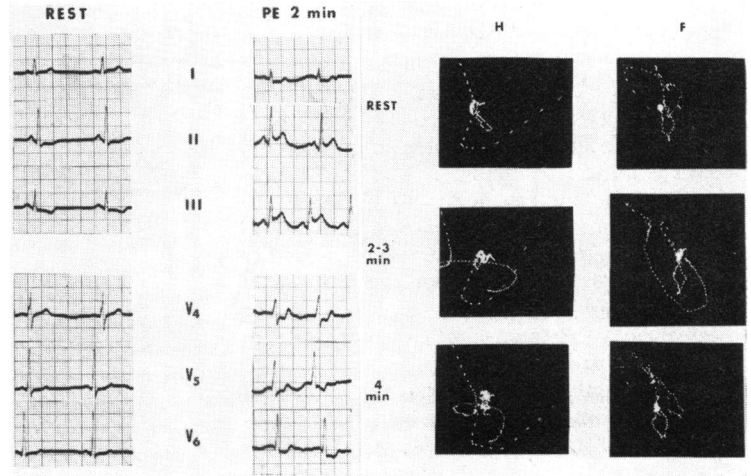 REST PE 2 min
H F
I
REST
II
III
2-3
min
V4
V5
4
min
V6